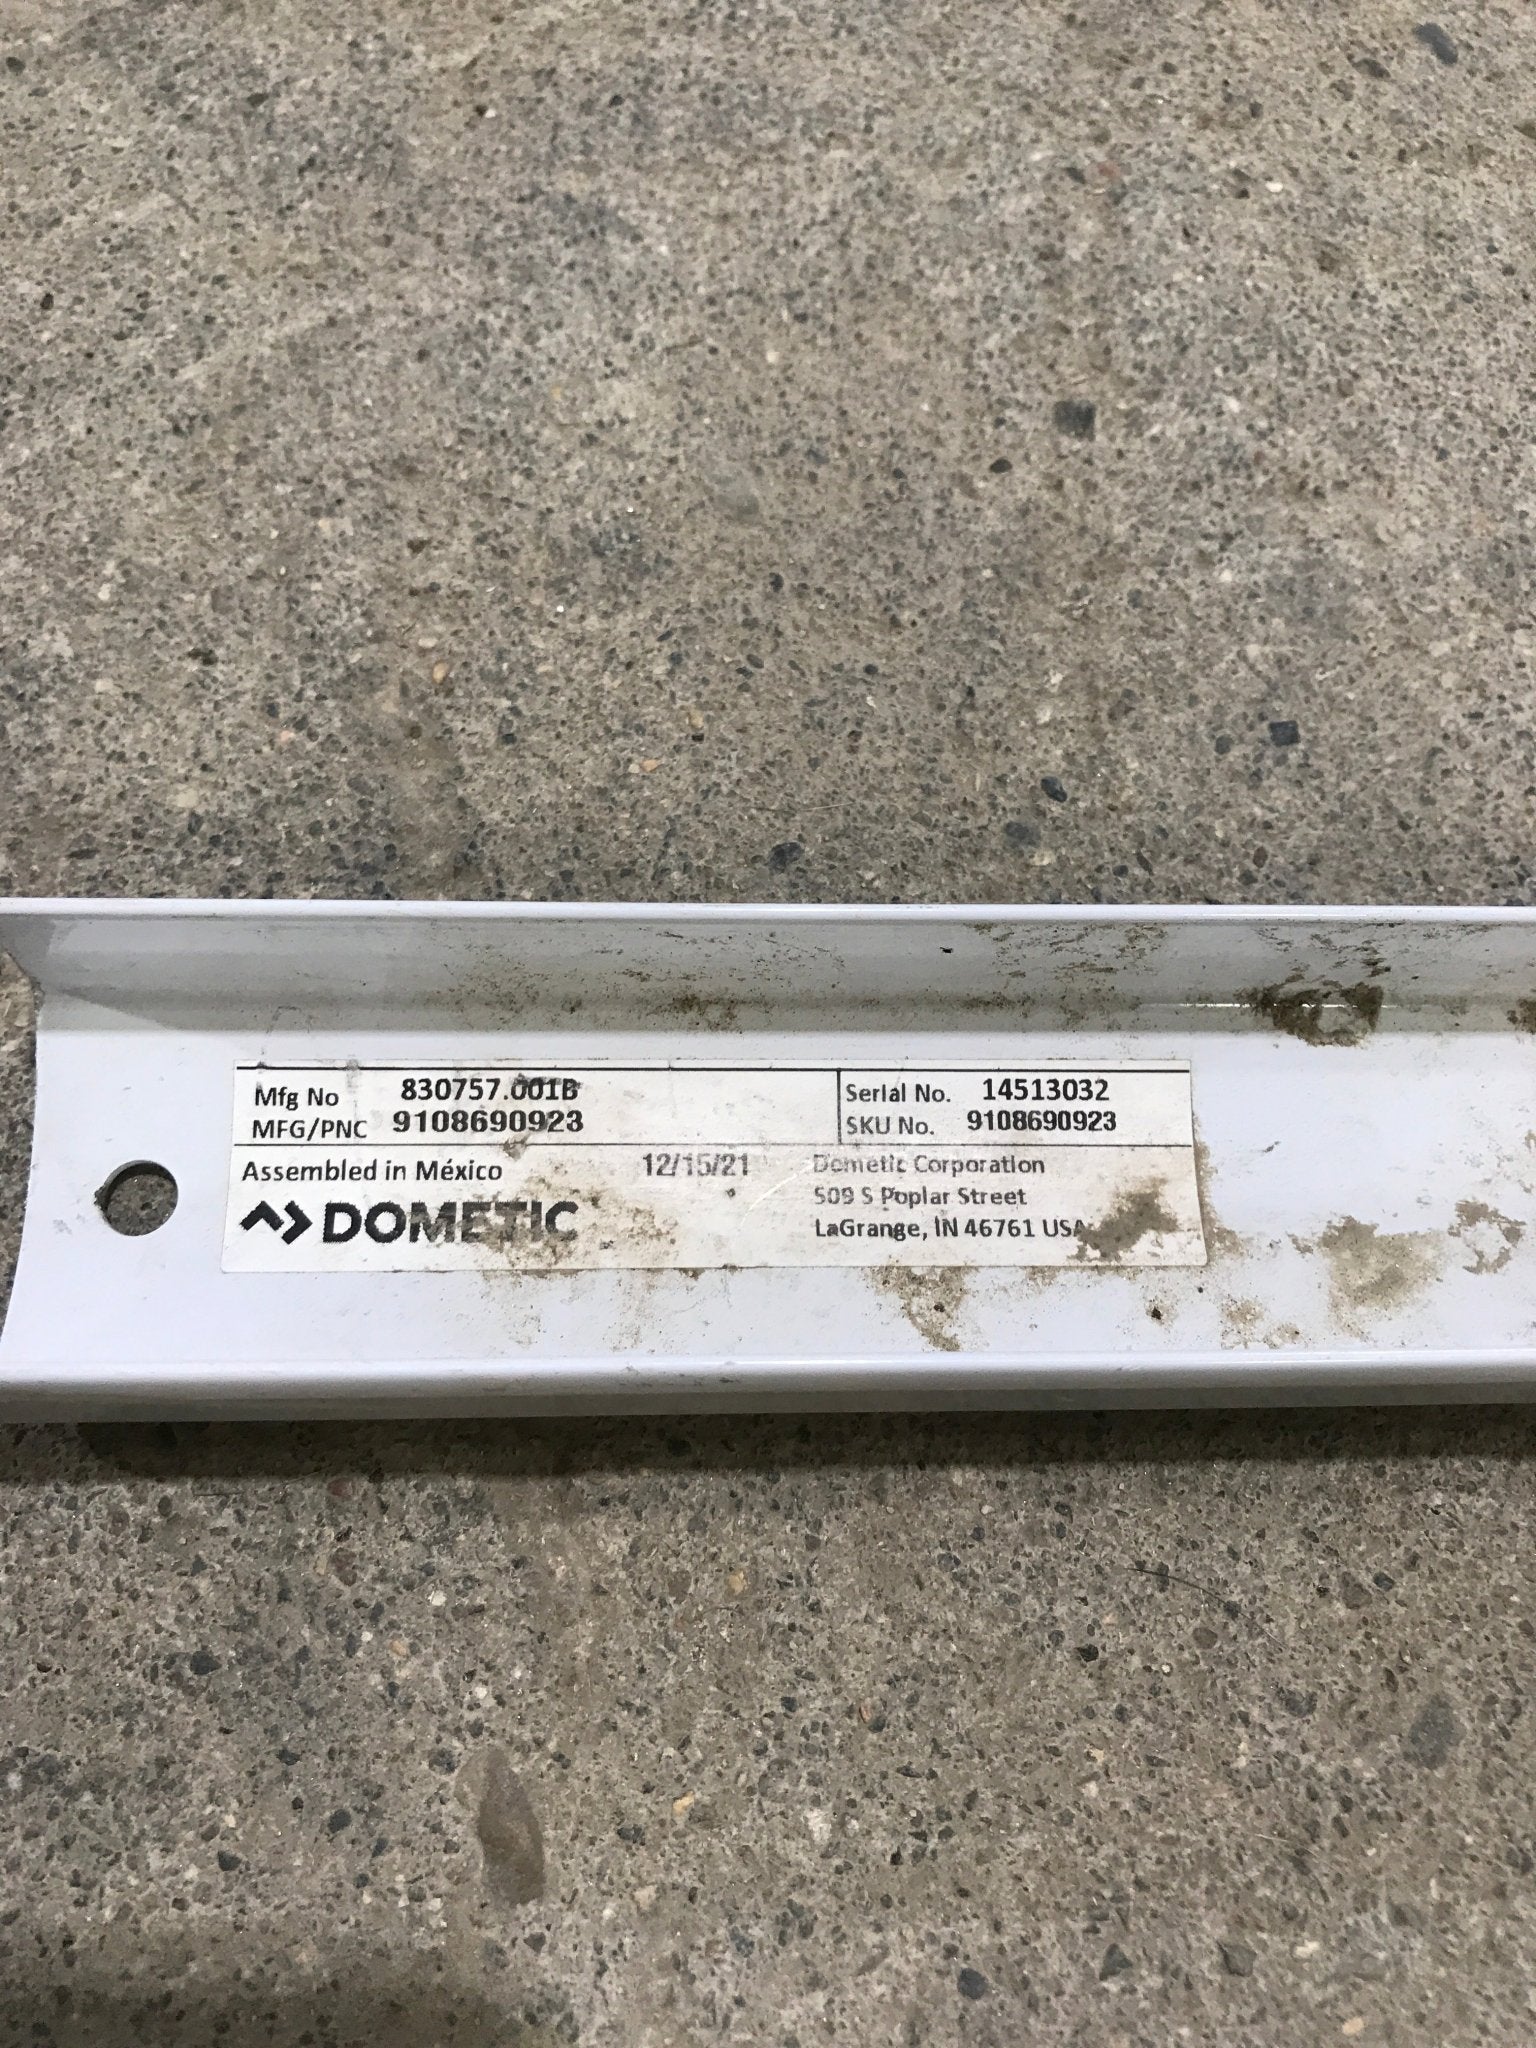 Mfg No 830757.001B
MFG/PNC 9108690923
Serial No. 14513032
SKU No. 9108690923
Assembled in México 12/15/21
DOMETIC
Dometic Corporation
509 S Poplar Street
LaGrange, IN 46761 USA